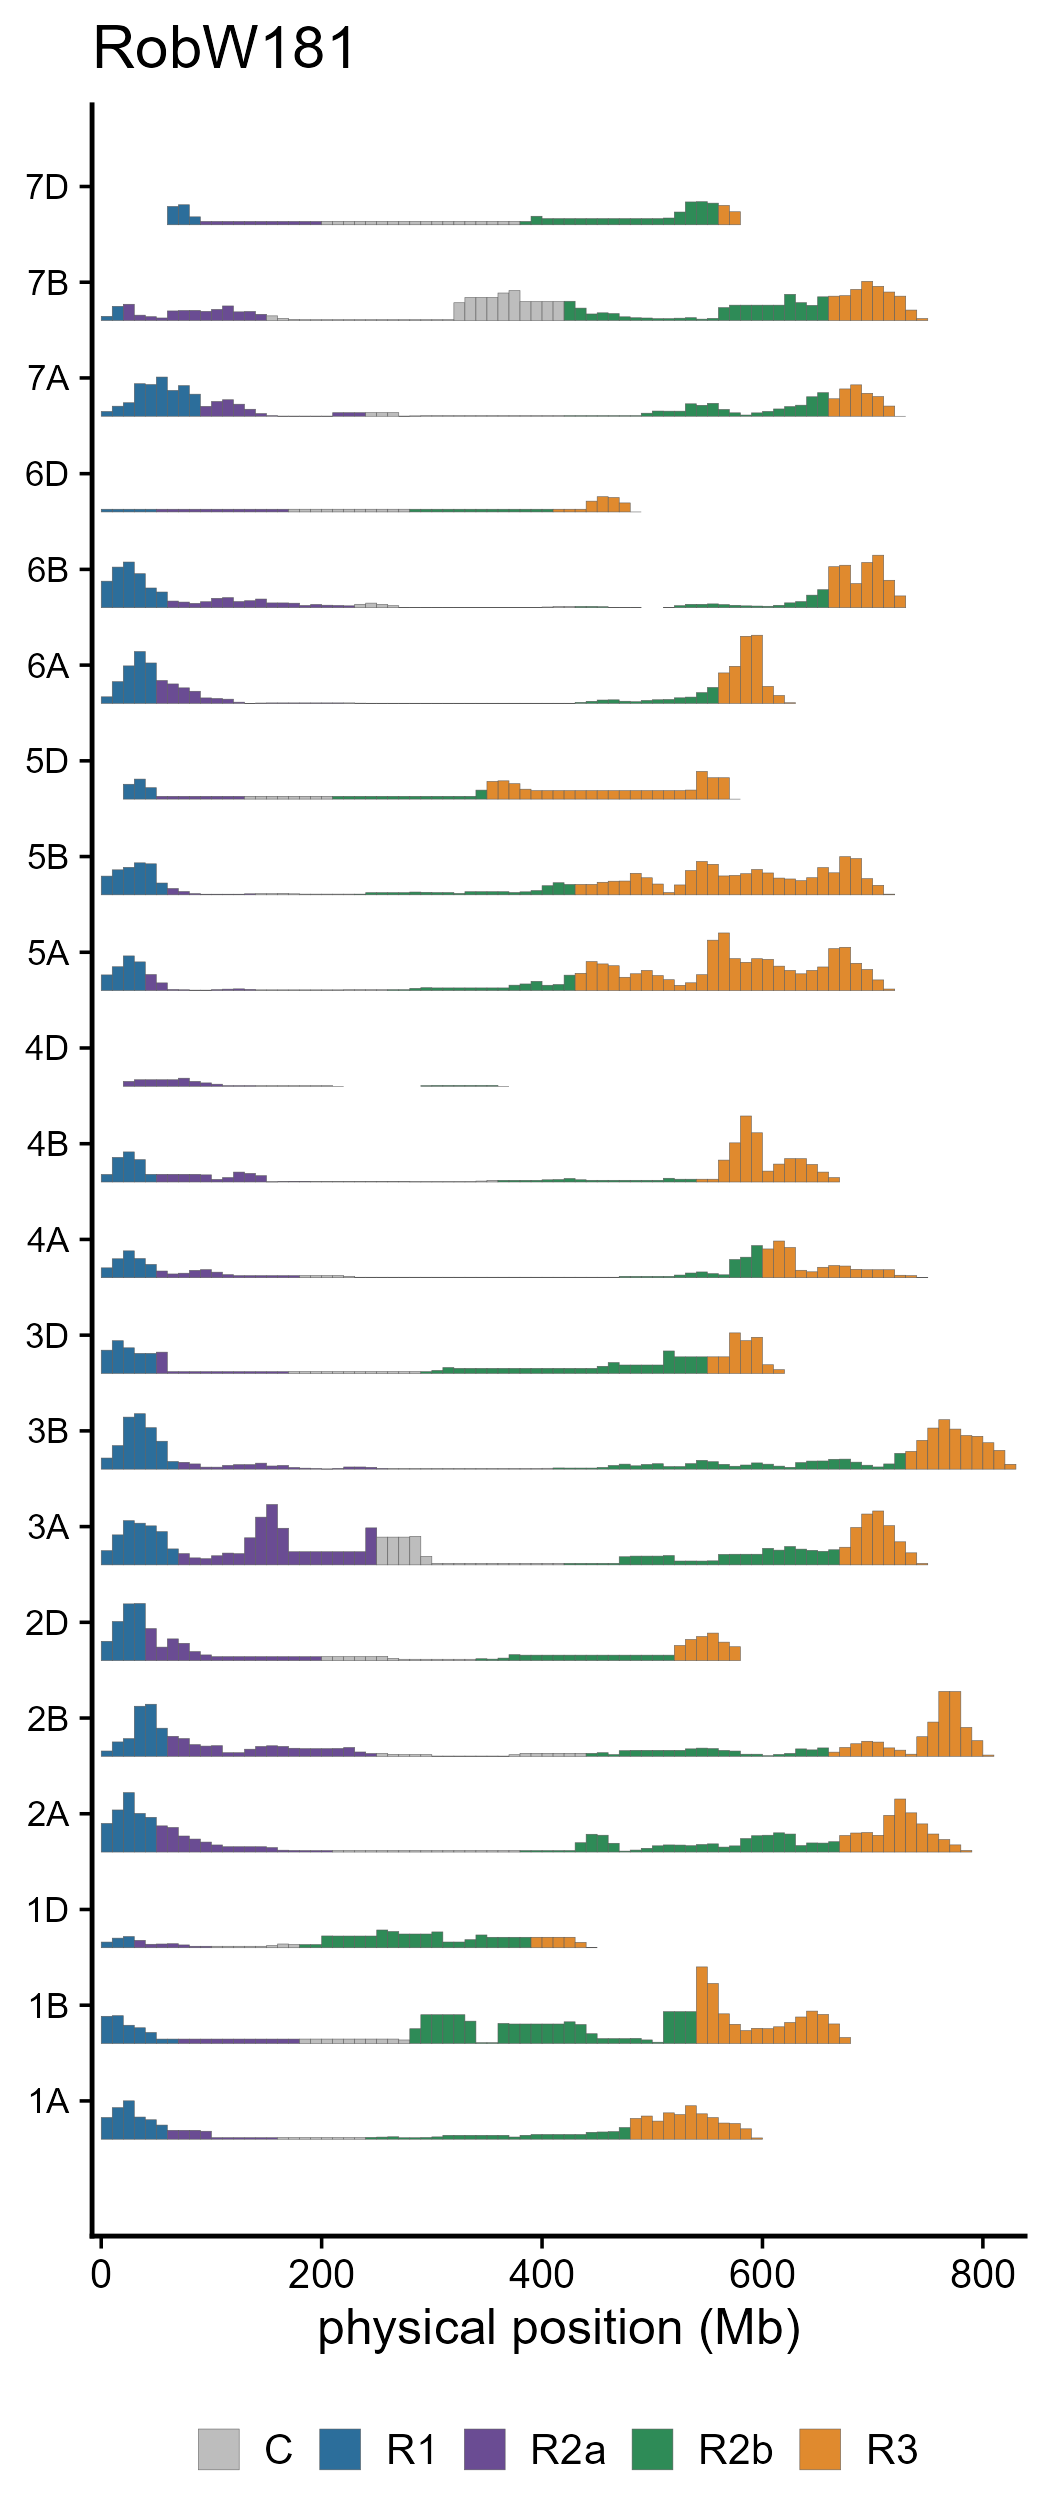 RobW181
7D
7B
7A
6D
6B
6A
5D
5B
5A
4D
4B
4A
3D
3B
3A
2D
2B
2A
1D
1B
1A
0 200 400 600 800
physical position (Mb)
C R1 R2a R2b R3